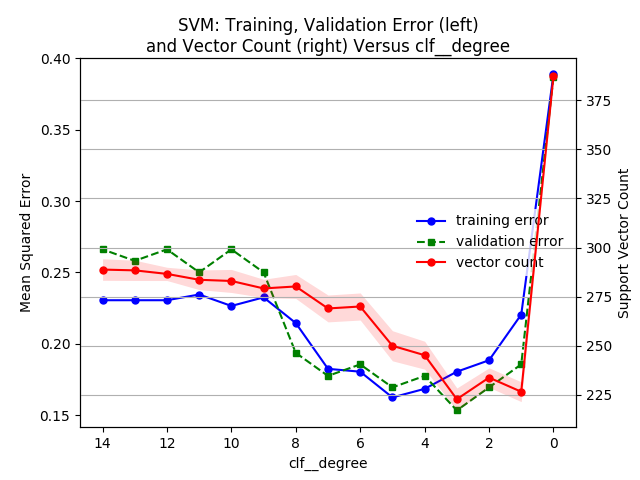 SVM: Training, Validation Error (left)
and Vector Count (right) Versus clf__degree
0.40
0.35
0.30
0.25
0.20
0.15
Mean Squared Error
375
350
325
300
275
250
225
Support Vector Count
training error
validation error
vector count
14 12 10 8 6 4 2 0
clf__degree